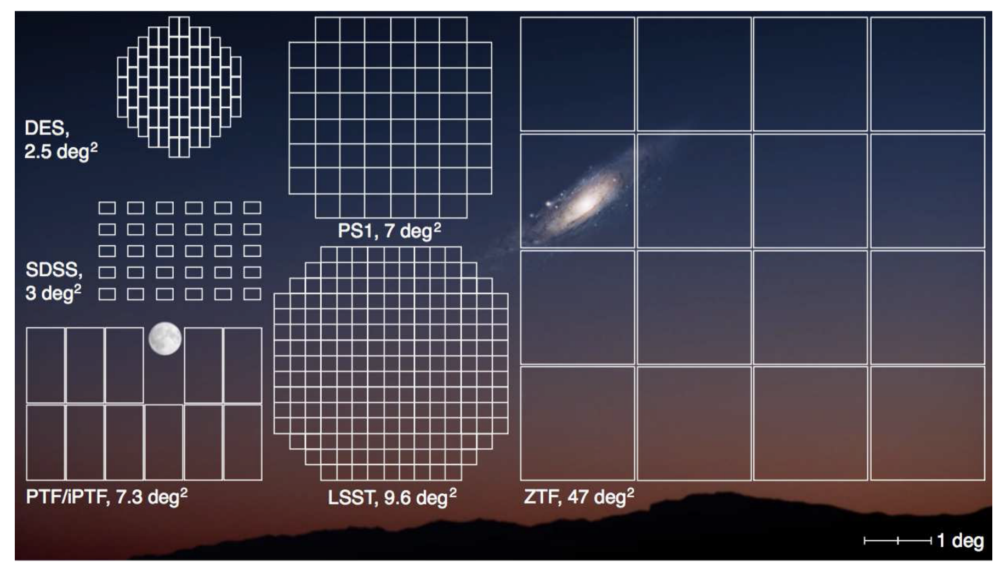 DES,
2.5 deg²
PS1, 7 deg²
SDSS,
3 deg²
PTF/iPTF, 7.3 deg²
LSST, 9.6 deg²
ZTF, 47 deg²
1 deg